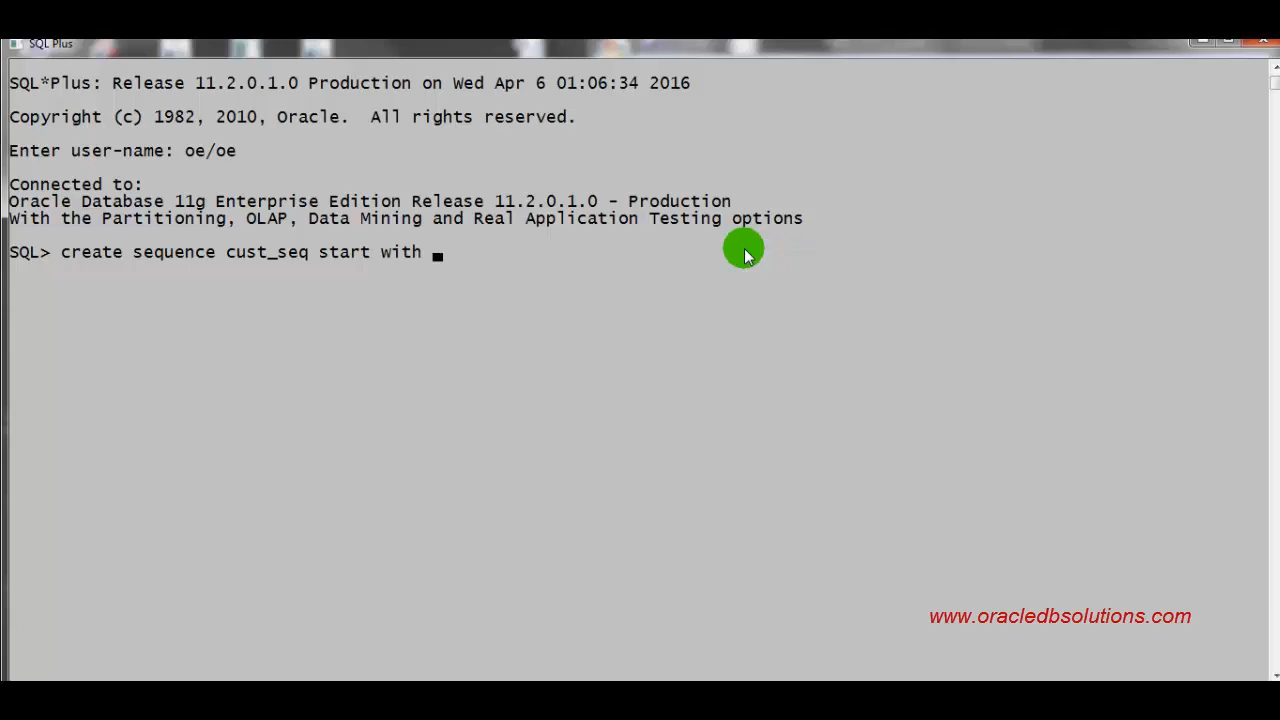 SQL Plus
SQL*Plus: Release 11.2.0.1.0 Production on Wed Apr 6 01:06:34 2016
Copyright (c) 1982, 2010, Oracle.  All rights reserved.
Enter user-name: oe/oe
Connected to:
Oracle Database 11g Enterprise Edition Release 11.2.0.1.0 - Production
With the Partitioning, OLAP, Data Mining and Real Application Testing options
SQL> create sequence cust_seq start with
www.oracledbsolutions.com